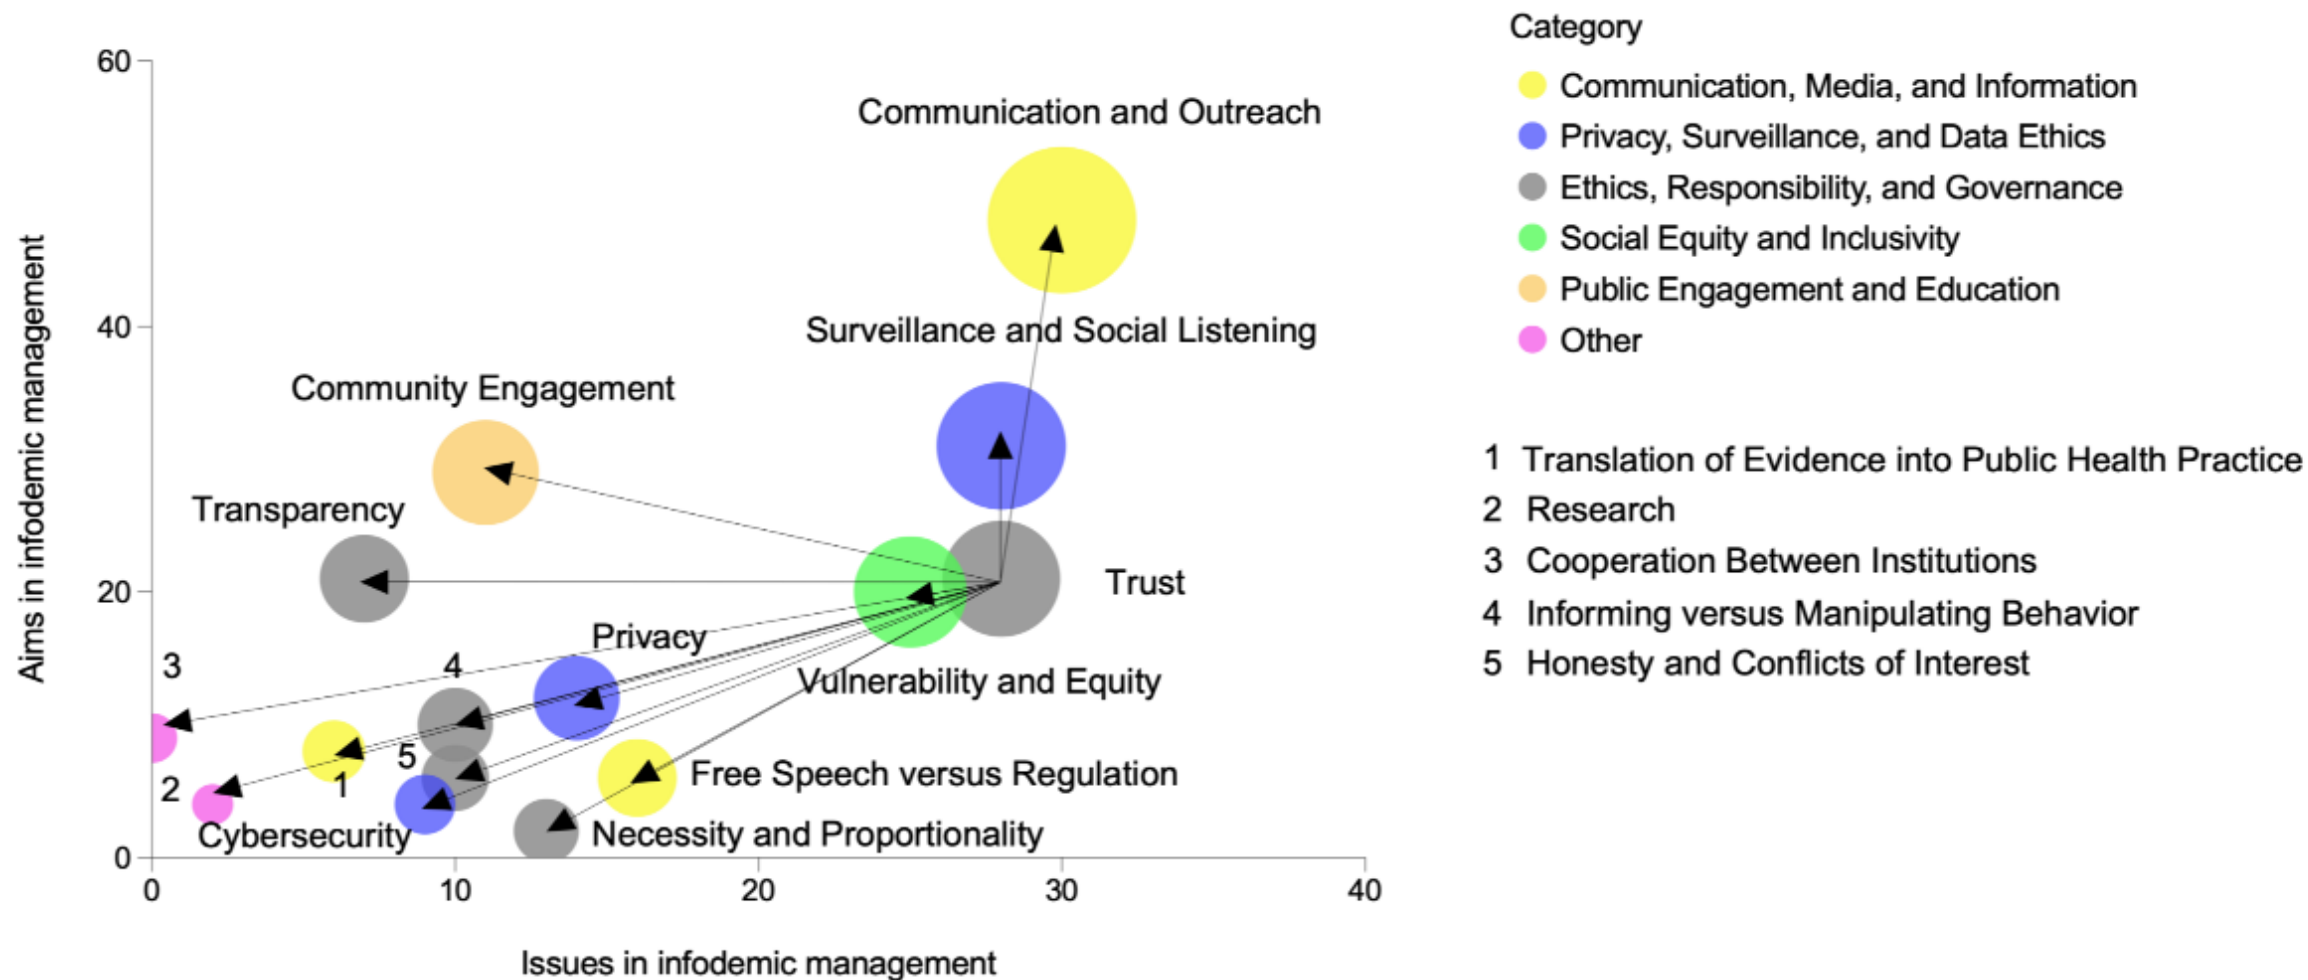 Category
Communication, Media, and Information
Privacy, Surveillance, and Data Ethics
Ethics, Responsibility, and Governance
Social Equity and Inclusivity
Public Engagement and Education
Other
1 Translation of Evidence into Public Health Practice
2 Research
3 Cooperation Between Institutions
4 Informing versus Manipulating Behavior
5 Honesty and Conflicts of Interest
Aims in infodemic management
60
40
20
0
Communication and Outreach
Surveillance and Social Listening
Community Engagement
Transparency
Trust
Privacy
3
4
Vulnerability and Equity
5
Free Speech versus Regulation
2
1
Cybersecurity
Necessity and Proportionality
0
10
20
30
40
Issues in infodemic management